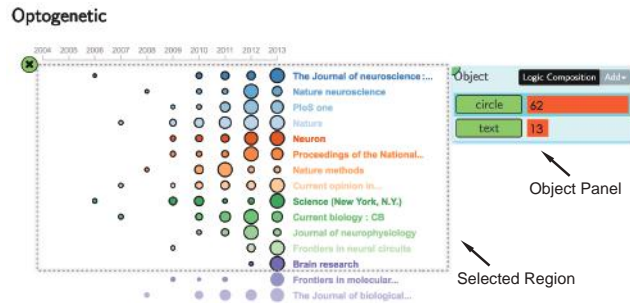 Optogenetic
2004 2005 2006 2007 2008 2009 2010 2011 2012 2013
The Journal of neuroscience :...
Nature neuroscience
PloS one
Nature
Neuron
Proceedings of the National...
Nature methods
Current opinion in...
Science (New York, N.Y.)
Current biology : CB
Journal of neurophysiology
Frontiers in neural circuits
Brain research
Frontiers in molecular...
The Journal of biological...
Object Logic Composition Add
circle 62
text 13
Object Panel
Selected Region